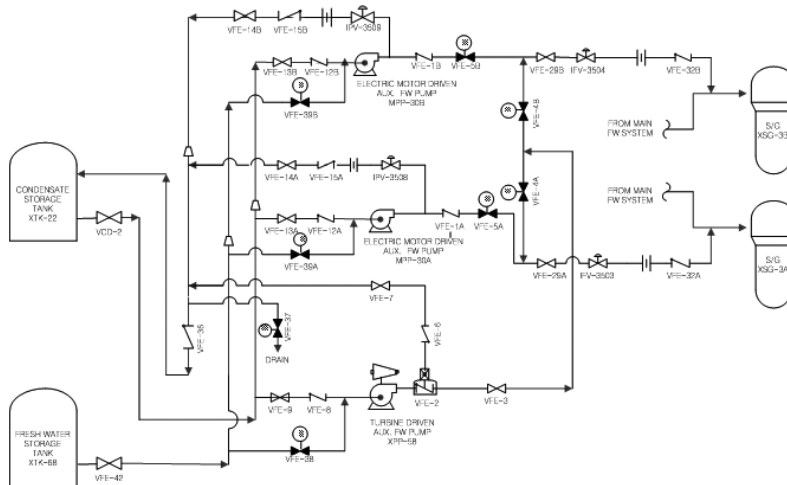 VFE-14B
VFE-15B
IPV-3509
VFE-13B
VFE-12B
VFE-1B
VFE-5B
VFE-29B
IFV-3504
VFE-32B
ELECTRIC MOTOR DRIVEN
AUX. FW PUMP
MPP-30B
VFE-39B
VFE-4B
FROM MAIN
FW SYSTEM
S/G
XSG-3B
CONDENSATE
STORAGE
TANK
XTK-22
VCD-2
VFE-14A
VFE-15A
IPV-3508
VFE-4A
FROM MAIN
FW SYSTEM
VFE-13A
VFE-12A
VFE-1A
VFE-5A
ELECTRIC MOTOR DRIVEN
AUX. FW PUMP
MPP-30A
VFE-39A
VFE-29A
IFV-3503
VFE-32A
S/G
XSG-3A
VFE-7
VFE-35
VFE-37
DRAIN
VFE-6
VFE-9
VFE-8
VFE-2
VFE-3
TURBINE DRIVEN
AUX. FW PUMP
XPP-5B
VFE-38
FRESH WATER
STORAGE
TANK
XTK-6B
VFE-42